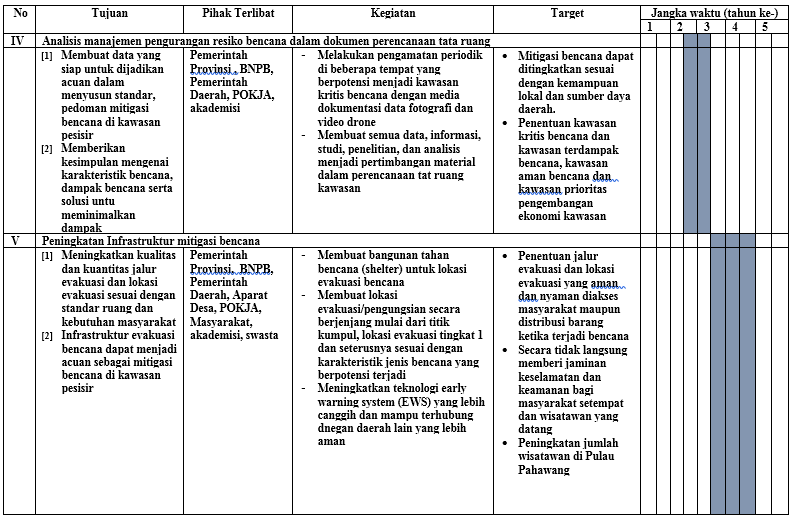 No Tujuan Pihak Terlibat Kegiatan Target Jangka waktu (tahun ke-)
1 2 3 4 5
IV Analisis manajemen pengurangan resiko bencana dalam dokumen perencanaan tata ruang
[1] Membuat data yang
siap untuk dijadikan
acuan dalam
menyusun standar,
pedoman mitigasi
bencana di kawasan
pesisir
[2] Memberikan
kesimpulan mengenai
karakteristik bencana,
dampak bencana serta
solusi untu
meminimalkan
dampak
Pemerintah
Provinsi, BNPB,
Pemerintah
Daerah, POKJA,
akademisi
- Melakukan pengamatan periodik
di beberapa tempat yang
berpotensi menjadi kawasan
kritis bencana dengan media
dokumentasi data fotografi dan
video drone
- Membuat semua data, informasi,
studi, penelitian, dan analisis
menjadi pertimbangan material
dalam perencanaan tat ruang
kawasan
• Mitigasi bencana dapat
ditingkatkan sesuai
dengan kemampuan
lokal dan sumber daya
daerah.
• Penentuan kawasan
kritis bencana dan
kawasan terdampak
bencana, kawasan
aman bencana dan
kawasan prioritas
pengembangan
ekonomi kawasan
V Peningkatan Infrastruktur mitigasi bencana
[1] Meningkatkan kualitas
dan kuantitas jalur
evakuasi dan lokasi
evakuasi sesuai dengan
standar ruang dan
kebutuhan masyarakat
[2] Infrastruktur evakuasi
bencana dapat menjadi
acuan sebagai mitigasi
bencana di kawasan
pesisir
Pemerintah
Provinsi, BNPB,
Pemerintah
Daerah, Aparat
Desa, POKJA,
Masyarakat,
akademisi, swasta
- Membuat bangunan tahan
bencana (shelter) untuk lokasi
evakuasi bencana
- Membuat lokasi
evakuasi/pengungsian secara
berjenjang mulai dari titik
kumpul, lokasi evakuasi tingkat 1
dan seterusnya sesuai dengan
karakteristik jenis bencana yang
berpotensi terjadi
- Meningkatkan teknologi early
warning system (EWS) yang lebih
canggih dan mampu terhubung
dnegan daerah lain yang lebih
aman
• Penentuan jalur
evakuasi dan lokasi
evakuasi yang aman
dan nyaman diakses
masyarakat maupun
distribusi barang
ketika terjadi bencana
• Secara tidak langsung
memberi jaminan
keselamatan dan
keamanan bagi
masyarakat setempat
dan wisatawan yang
datang
• Peningkatan jumlah
wisatawan di Pulau
Pahawang